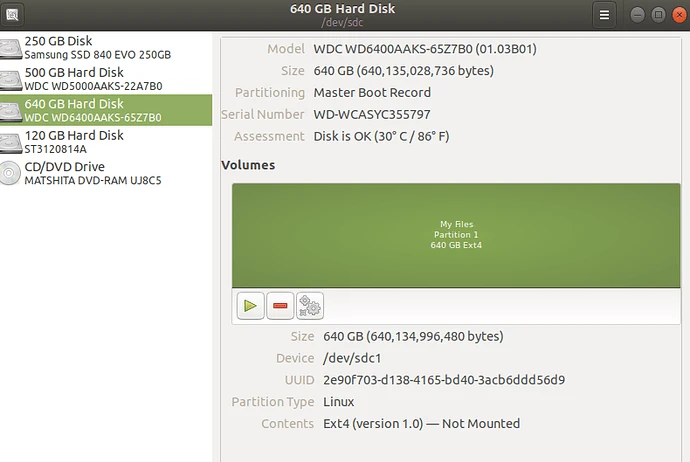 640 GB Hard Disk
/dev/sdc
250 GB Disk
Samsung SSD 840 EVO 250GB
500 GB Hard Disk
WDC WD5000AAKS-22A7B0
640 GB Hard Disk
WDC WD6400AAKS-65Z7B0
120 GB Hard Disk
ST3120814A
CD/DVD Drive
MATSHITA DVD-RAM UJ8C5
Model WDC WD6400AAKS-65Z7B0 (01.03B01)
Size 640 GB (640,135,028,736 bytes)
Partitioning Master Boot Record
Serial Number WD-WCASYC355797
Assessment Disk is OK (30° C / 86° F)
Volumes
My Files
Partition 1
640 GB Ext4
Size 640 GB (640,134,996,480 bytes)
Device /dev/sdc1
UUID 2e90f703-d138-4165-bd40-3acb6ddd56d9
Partition Type Linux
Contents Ext4 (version 1.0) — Not Mounted